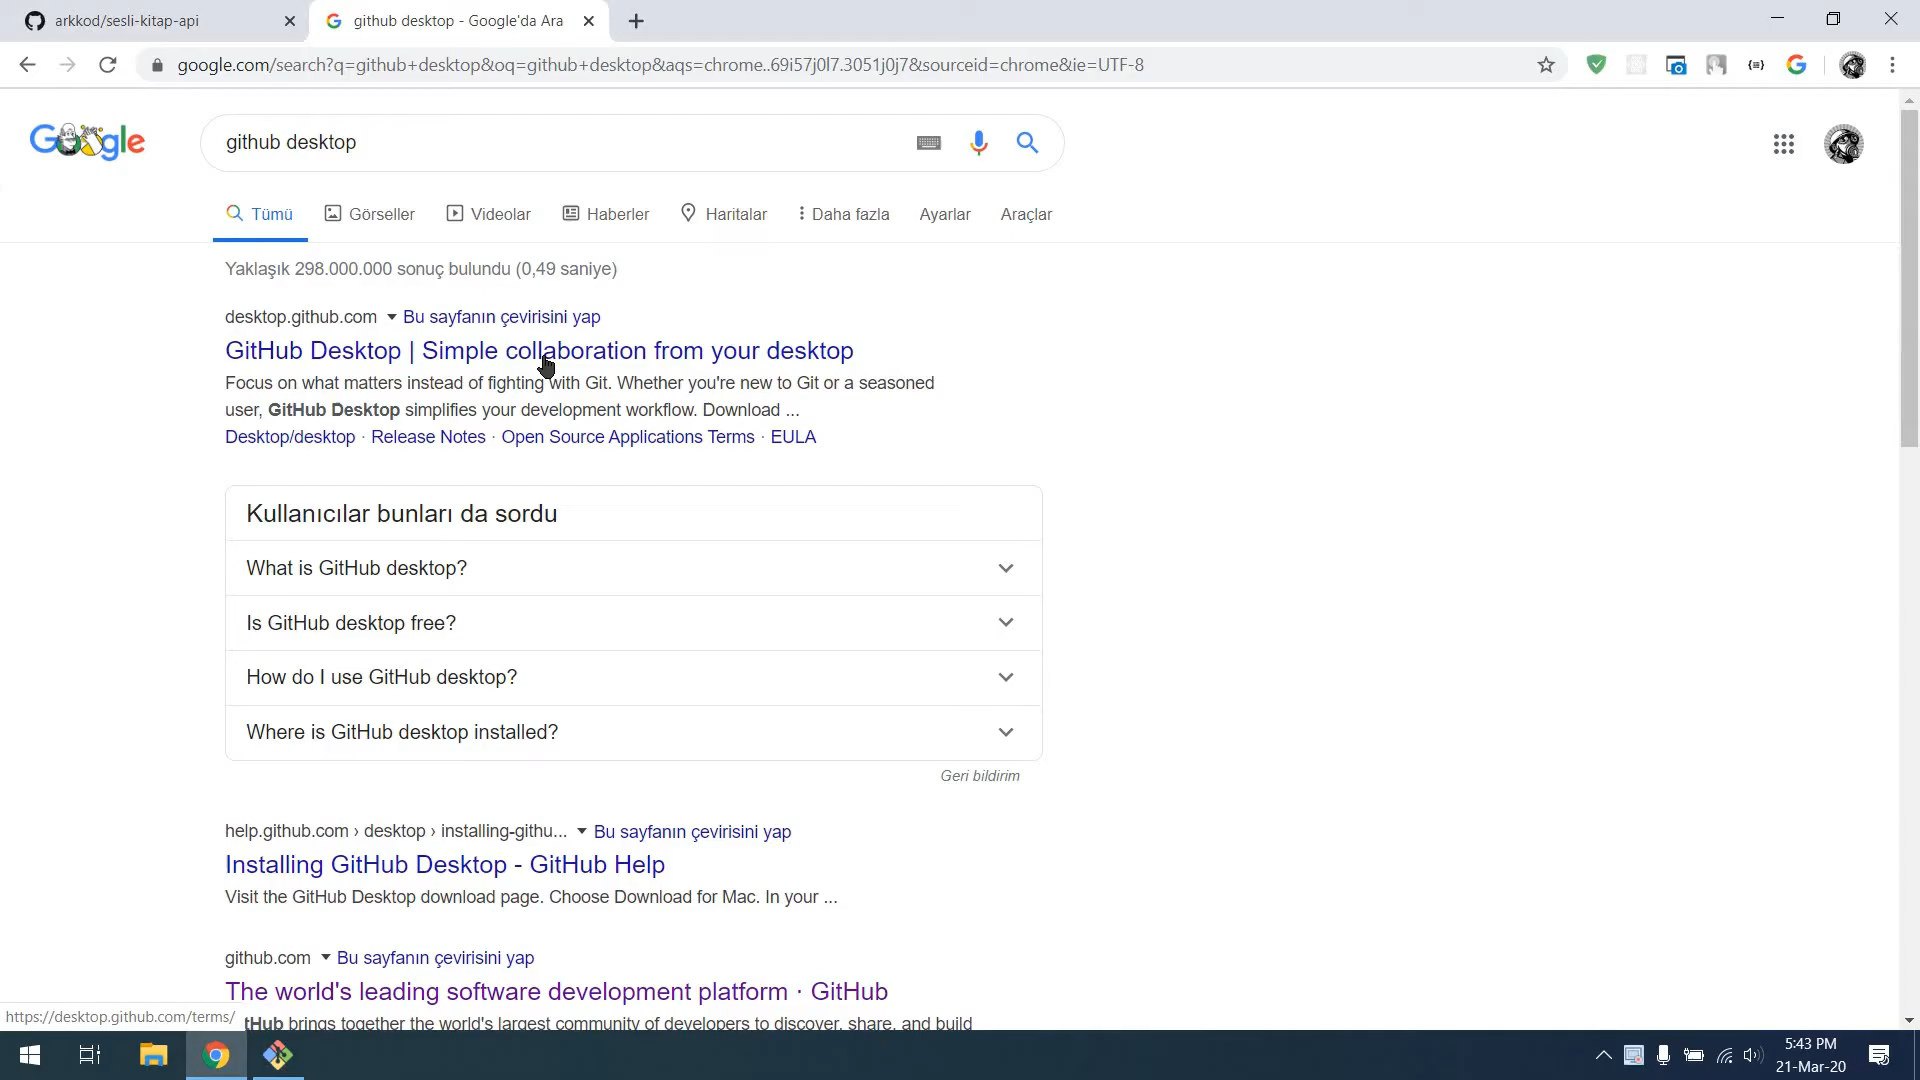 arkkod/sesli-kitap-api
github desktop - Google'da Ara
google.com/search?q=github+desktop&oq=github+desktop&aqs=chrome..69i57j0l7.3051j0j7&sourceid=chrome&ie=UTF-8
Google
github desktop
Tümü Görseller Videolar Haberler Haritalar Daha fazla Ayarlar Araçlar
Yaklaşık 298.000.000 sonuç bulundu (0,49 saniye)
desktop.github.com Bu sayfanın çevirisini yap
GitHub Desktop | Simple collaboration from your desktop
Focus on what matters instead of fighting with Git. Whether you're new to Git or a seasoned
user, GitHub Desktop simplifies your development workflow. Download ...
Desktop/desktop · Release Notes · Open Source Applications Terms · EULA
Kullanıcılar bunları da sordu
What is GitHub desktop?
Is GitHub desktop free?
How do I use GitHub desktop?
Where is GitHub desktop installed?
Geri bildirim
help.github.com › desktop › installing-githu... Bu sayfanın çevirisini yap
Installing GitHub Desktop - GitHub Help
Visit the GitHub Desktop download page. Choose Download for Mac. In your ...
github.com Bu sayfanın çevirisini yap
The world's leading software development platform · GitHub
https://desktop.github.com/terms/
tHub brings together the world's largest community of developers to discover, share, and build
5:43 PM
21-Mar-20